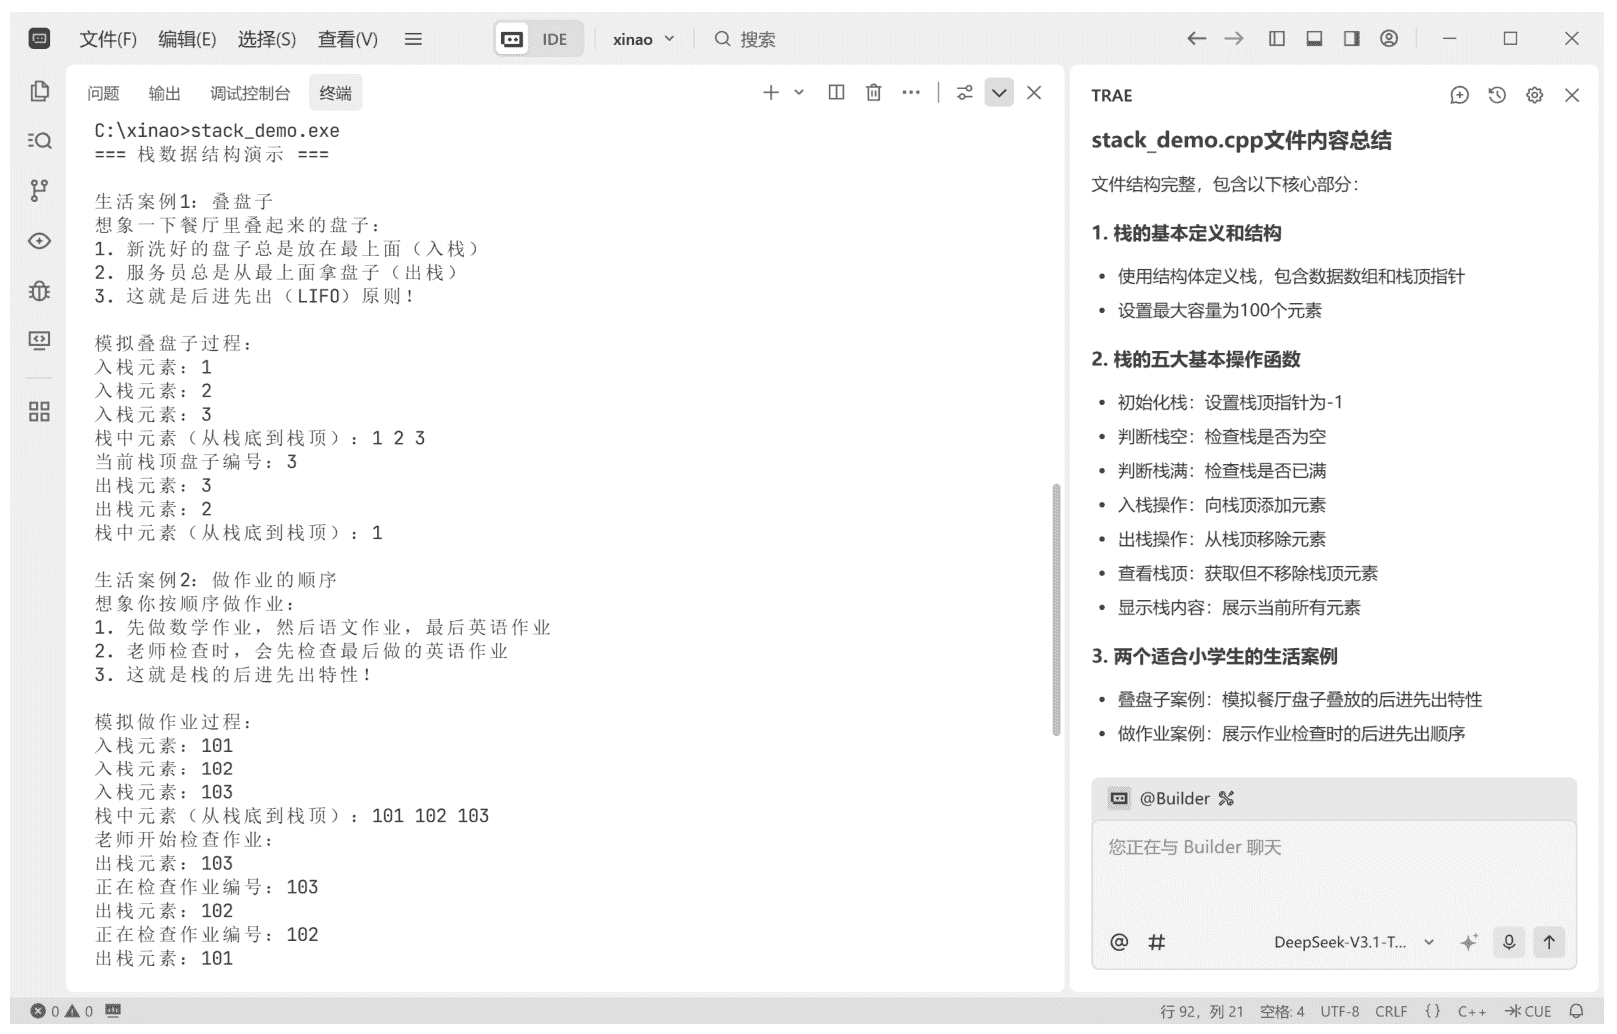 文件(F) 编辑(E) 选择(S) 查看(V) IDE xinao 搜索
问题 输出 调试控制台 终端
C:\xinao>stack_demo.exe
=== 栈数据结构演示 ===
生活案例1: 叠盘子
想象一下餐厅里叠起来的盘子:
1. 新洗好的盘子总是放在最上面（入栈）
2. 服务员总是从最上面拿盘子（出栈）
3. 这就是后进先出（LIFO）原则!
模拟叠盘子过程:
入栈元素: 1
入栈元素: 2
入栈元素: 3
栈中元素（从栈底到栈顶）: 1 2 3
当前栈顶盘子编号: 3
出栈元素: 3
出栈元素: 2
栈中元素（从栈底到栈顶）: 1
生活案例2: 做作业的顺序
想象你按顺序做作业:
1. 先做数学作业，然后语文作业，最后英语作业
2. 老师检查时，会先检查最后做的英语作业
3. 这就是栈的后进先出特性!
模拟做作业过程:
入栈元素: 101
入栈元素: 102
入栈元素: 103
栈中元素（从栈底到栈顶）: 101 102 103
老师开始检查作业:
出栈元素: 103
正在检查作业编号: 103
出栈元素: 102
正在检查作业编号: 102
出栈元素: 101
TRAE
stack_demo.cpp文件内容总结
文件结构完整，包含以下核心部分：
1. 栈的基本定义和结构
• 使用结构体定义栈，包含数据数组和栈顶指针
• 设置最大容量为100个元素
2. 栈的五大基本操作函数
• 初始化栈：设置栈顶指针为-1
• 判断栈空：检查栈是否为空
• 判断栈满：检查栈是否已满
• 入栈操作：向栈顶添加元素
• 出栈操作：从栈顶移除元素
• 查看栈顶：获取但不移除栈顶元素
• 显示栈内容：展示当前所有元素
3. 两个适合小学生的生活案例
• 叠盘子案例：模拟餐厅盘子叠放的后进先出特性
• 做作业案例：展示作业检查时的后进先出顺序
@Builder
您正在与 Builder 聊天
@ # DeepSeek-V3.1-T...
0 0 行 92，列 21 空格: 4 UTF-8 CRLF {} C++ CUE